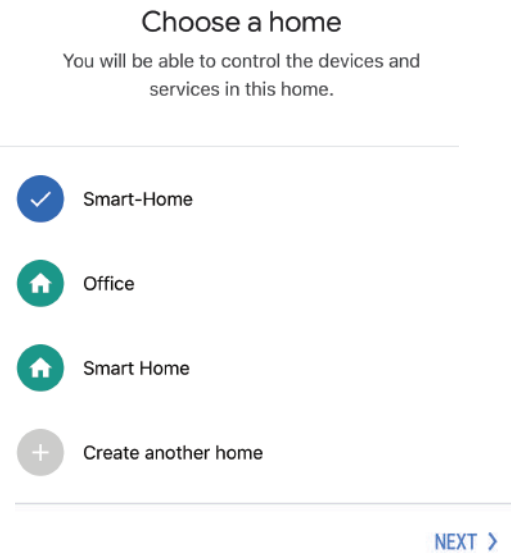 Choose a home
You will be able to control the devices and
services in this home.
Smart-Home
Office
Smart Home
Create another home
NEXT